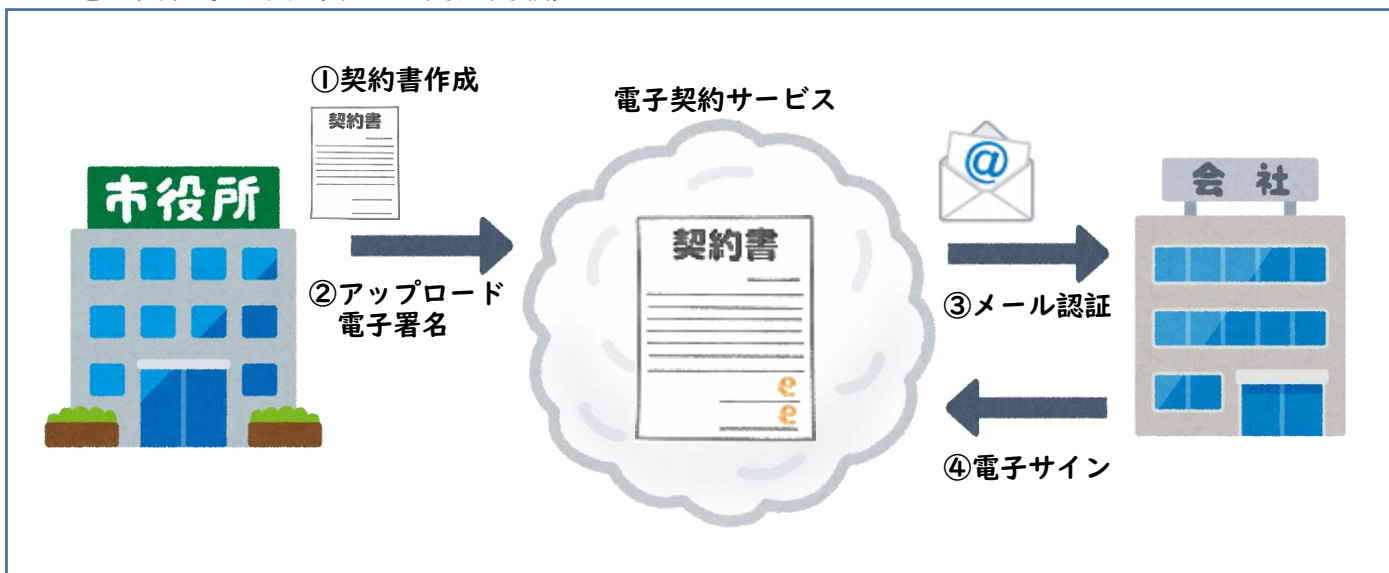 ①契約書作成
契約書
電子契約サービス
@
市役所
会社
契約書
②アップロード
電子署名
③メール認証
e
e
④電子サイン